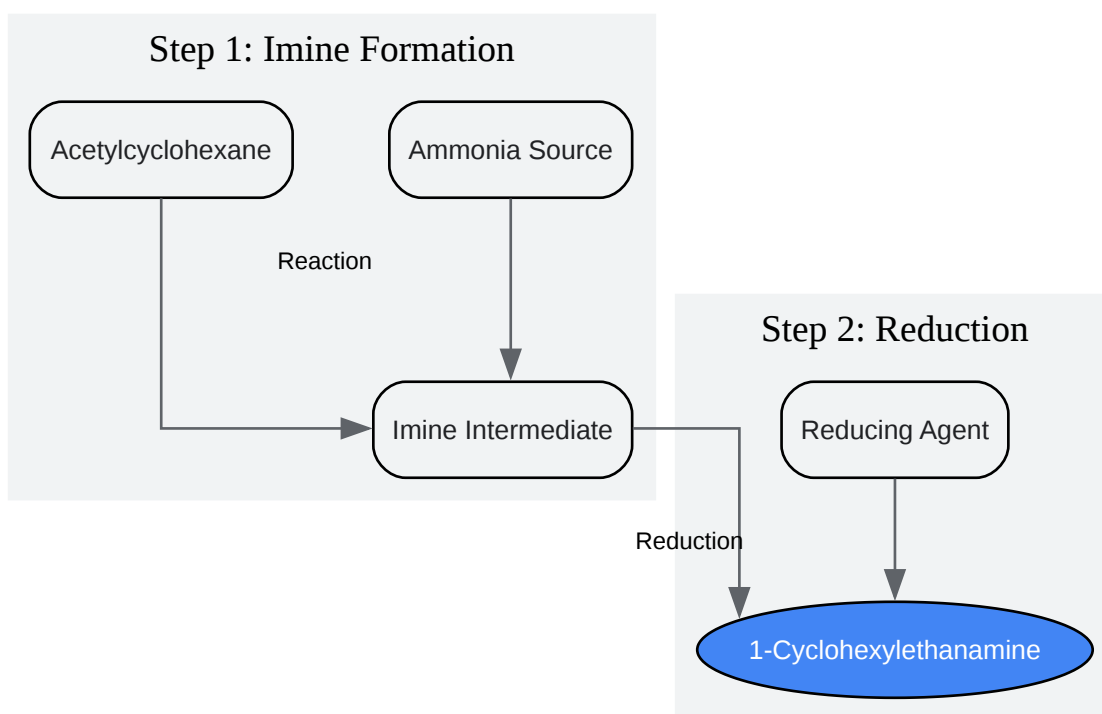 Step 1: Imine Formation
Acetylcyclohexane
Ammonia Source
Reaction
Imine Intermediate
Step 2: Reduction
Reducing Agent
Reduction
1-Cyclohexylethanamine